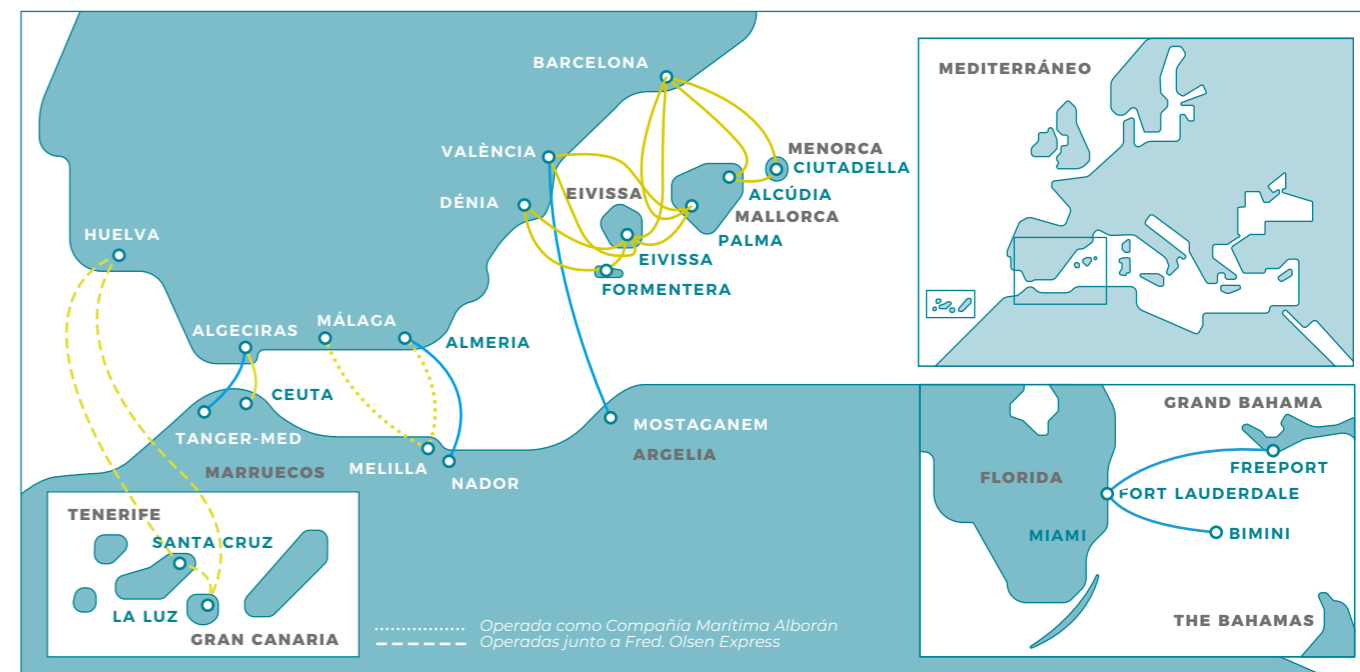 BARCELONA
MEDITERRÁNEO
VALÈNCIA
MENORCA
CIUTADELLA
DÉNIA
EIVISSA
ALCÚDIA
MALLORCA
PALMA
HUELVA
EIVISSA
FORMENTERA
ALGECIRAS
MÁLAGA
ALMERIA
CEUTA
TANGER-MED
MARRUECOS
MELILLA
NADOR
MOSTAGANEM
ARGELIA
GRAND BAHAMA
FREEPORT
FLORIDA
FORT LAUDERDALE
MIAMI
BIMINI
THE BAHAMAS
TENERIFE
SANTA CRUZ
LA LUZ
GRAN CANARIA
Operada como Compañía Marítima Alborán
Operadas junto a Fred. Olsen Express